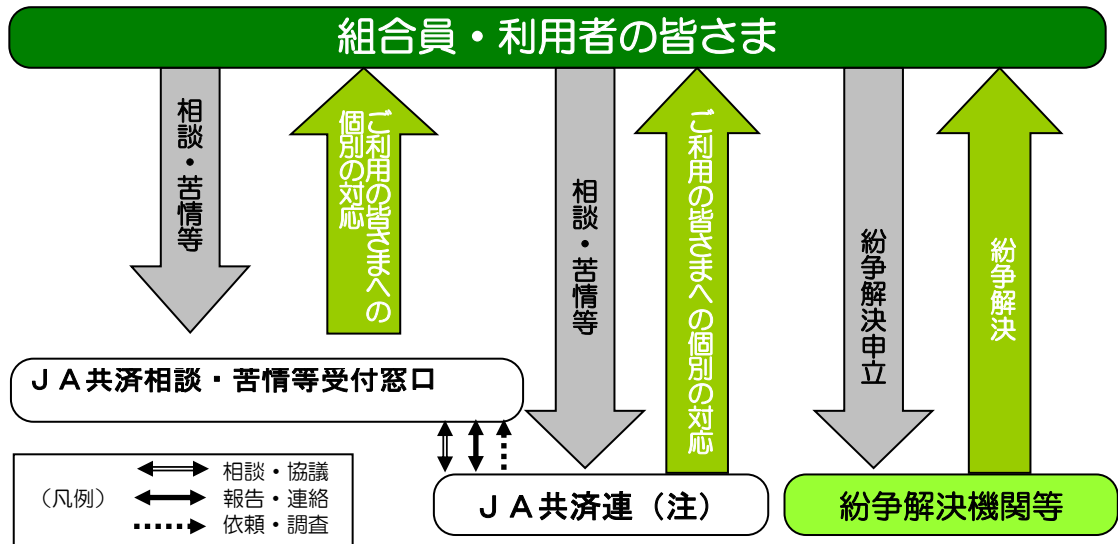 組合員・利用者の皆さま
相談・苦情等
ご利用の皆さまへの
個別の対応
相談・苦情等
ご利用の皆さまへの個別の対応
紛争解決申立
紛争解決
ＪＡ共済相談・苦情等受付窓口
（凡例）
相談・協議
報告・連絡
依頼・調査
ＪＡ共済連（注）
紛争解決機関等